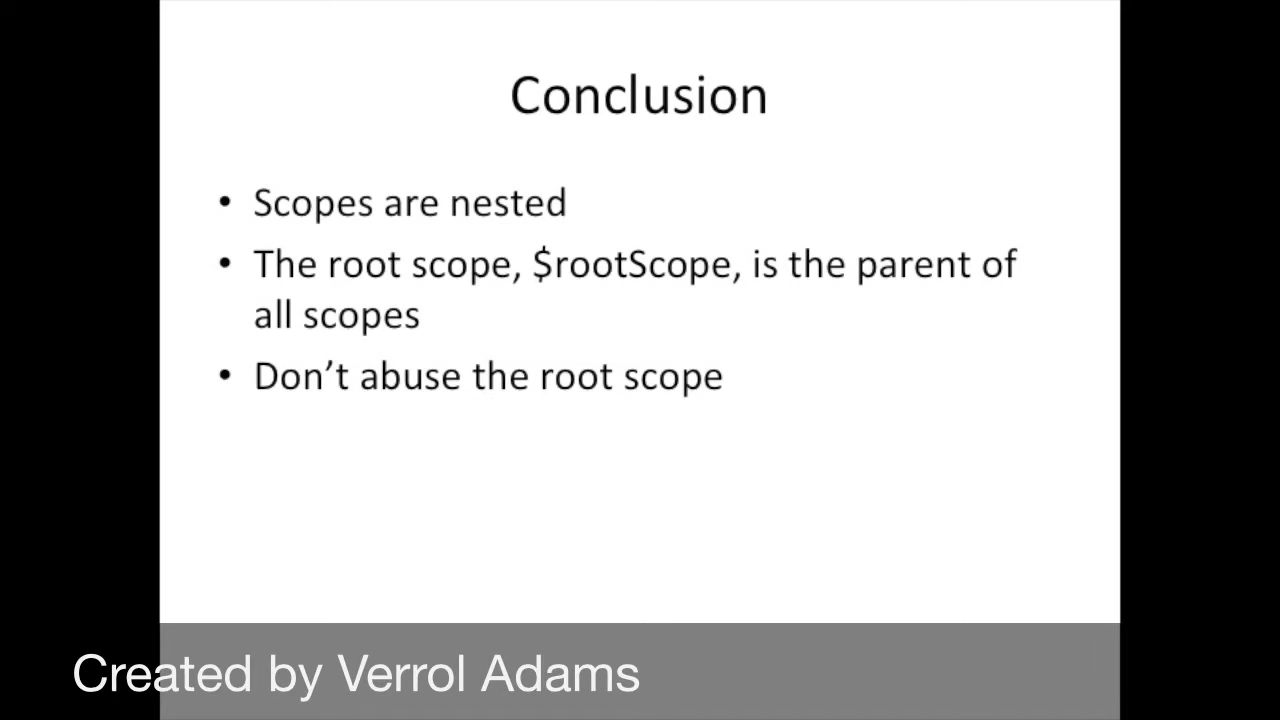 Conclusion
• Scopes are nested
• The root scope, $rootScope, is the parent of
all scopes
• Don’t abuse the root scope
Created by Verrol Adams